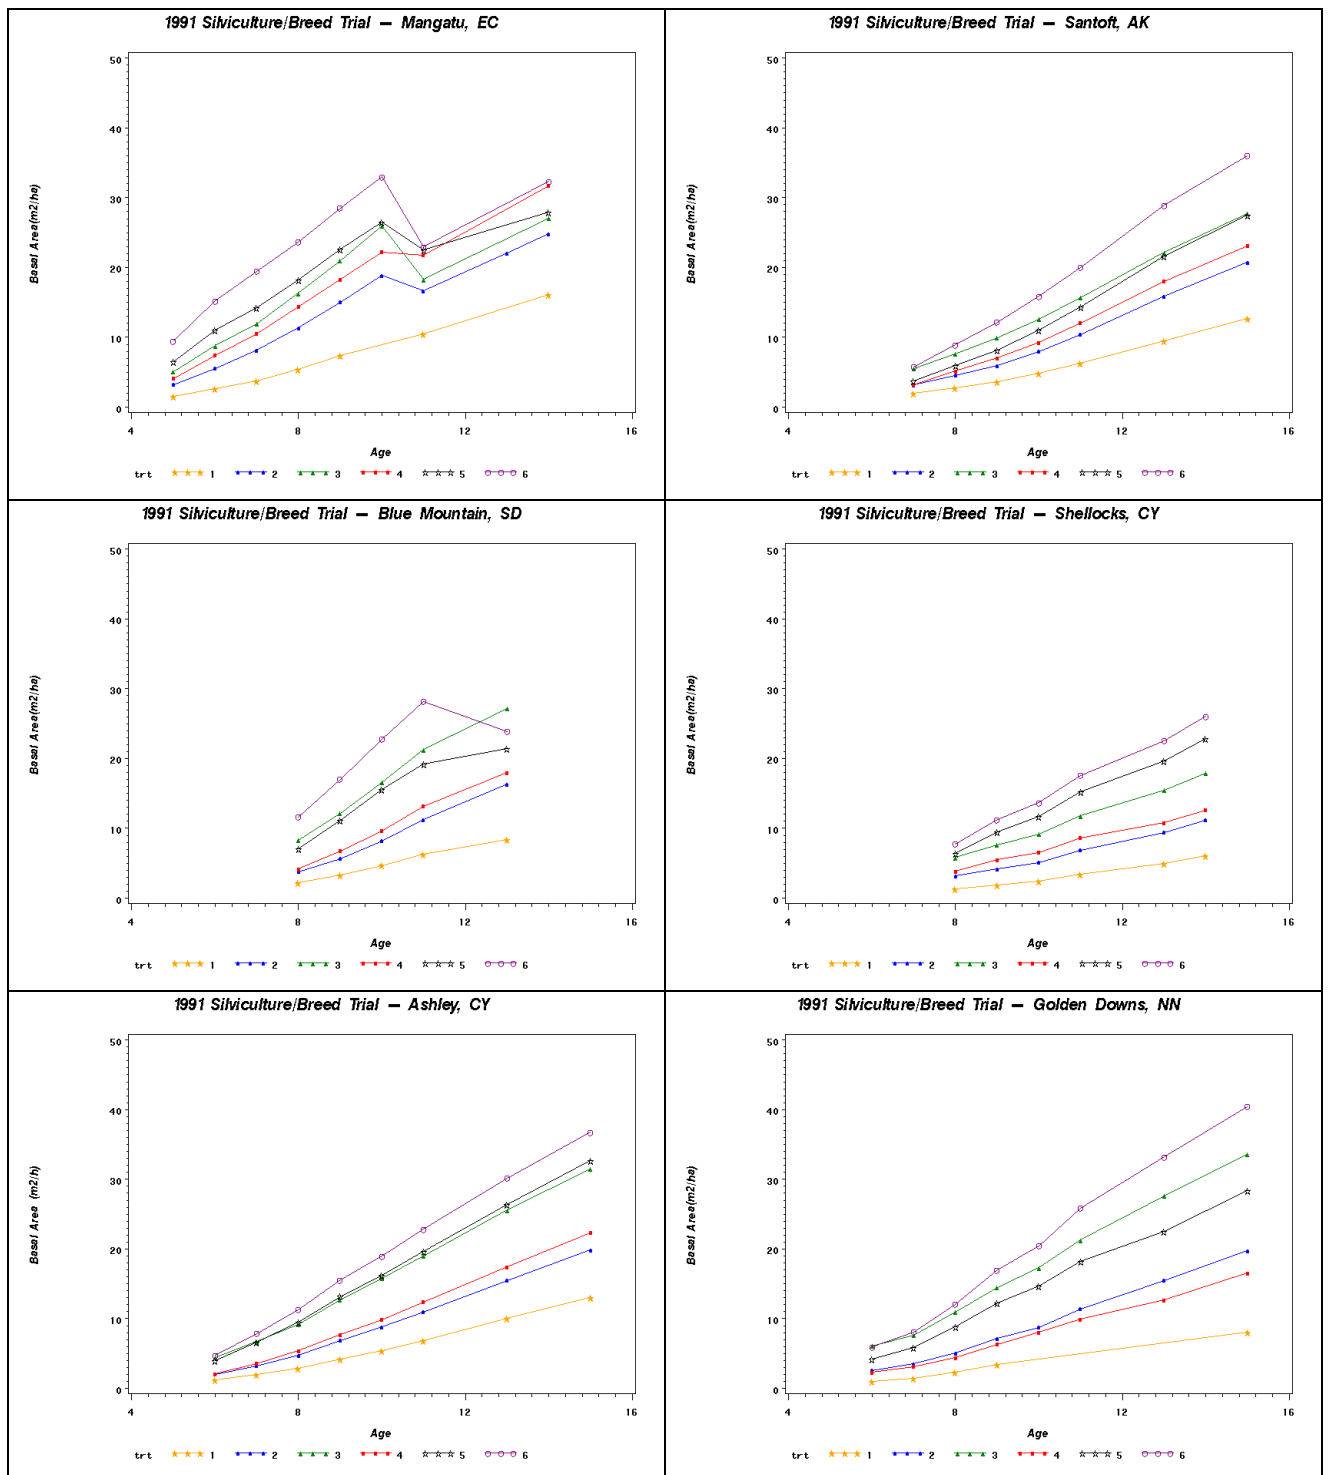 1991 Silviculture/Breed Trial — Mangatu, EC
50
40
30
20
10
0
Basal Area(m2/ha)
4 8 12 16
Age
trt 1 2 3 4 5 6
1991 Silviculture/Breed Trial — Santoft, AK
50
40
30
20
10
0
Basal Area(m2/ha)
4 8 12 16
Age
trt 1 2 3 4 5 6
1991 Silviculture/Breed Trial — Blue Mountain, SD
50
40
30
20
10
0
Basal Area(m2/ha)
4 8 12 16
Age
trt 1 2 3 4 5 6
1991 Silviculture/Breed Trial — Shellocks, CY
50
40
30
20
10
0
Basal Area(m2/ha)
4 8 12 16
Age
trt 1 2 3 4 5 6
1991 Silviculture/Breed Trial — Ashley, CY
50
40
30
20
10
0
Basal Area (m2/h)
4 8 12 16
Age
trt 1 2 3 4 5 6
1991 Silviculture/Breed Trial — Golden Downs, NN
50
40
30
20
10
0
Basal Area(m2/ha)
4 8 12 16
Age
trt 1 2 3 4 5 6